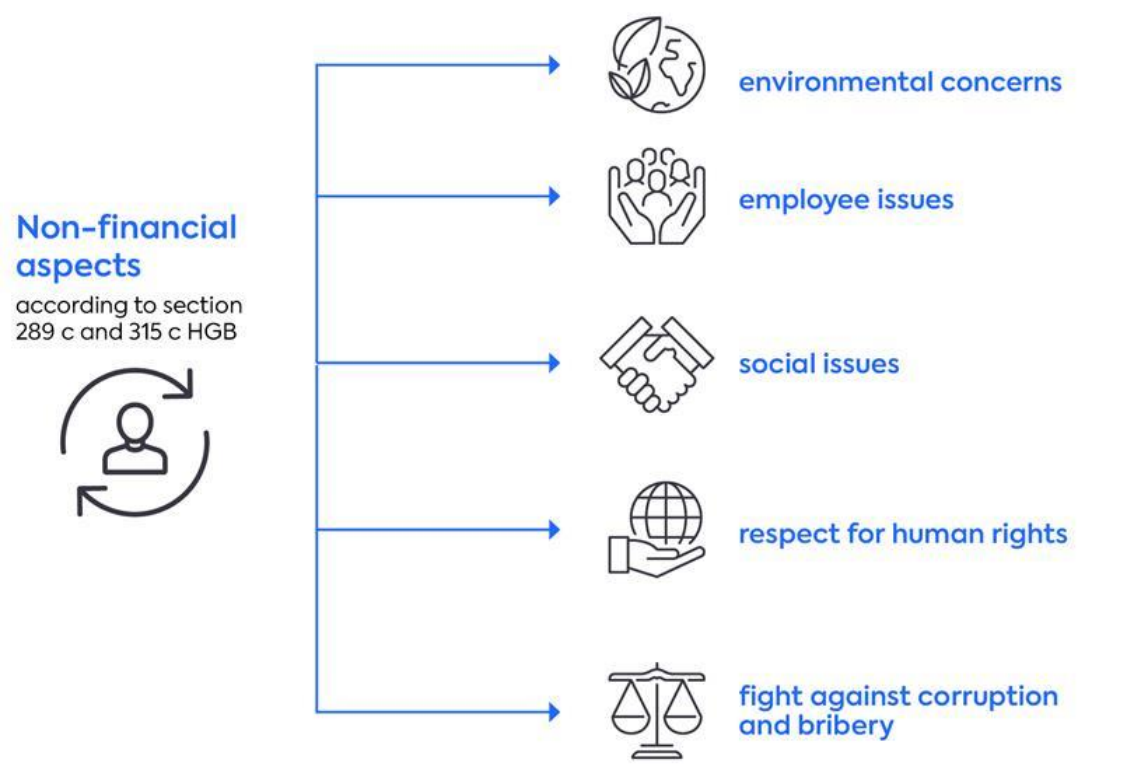 Non-financial
aspects
according to section
289 c and 315 c HGB
environmental concerns
employee issues
social issues
respect for human rights
fight against corruption
and bribery